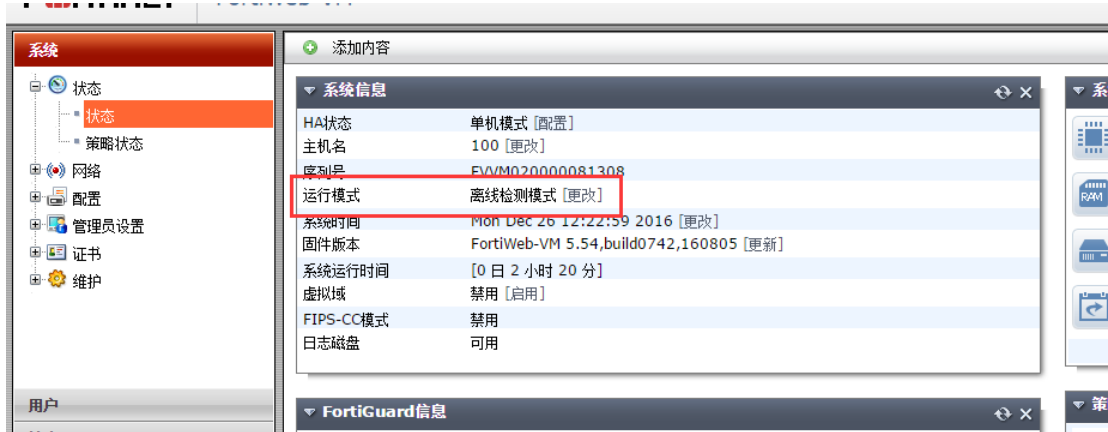 系统
添加内容
状态
状态
策略状态
网络
配置
管理员设置
证书
维护
用户
系统信息
HA状态 单机模式 [配置]
主机名 100 [更改]
序列号 FVVM020000081308
运行模式 离线检测模式 [更改]
系统时间 Mon Dec 26 12:22:59 2016 [更改]
固件版本 FortiWeb-VM 5.54,build0742,160805 [更新]
系统运行时间 [0 日 2 小时 20 分]
虚拟域 禁用 [启用]
FIPS-CC模式 禁用
日志磁盘 可用
FortiGuard信息
系
RAM
策